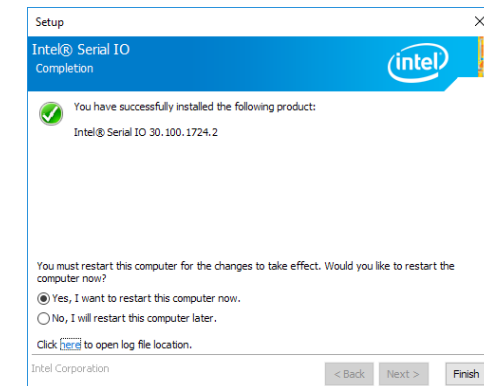 Setup
Intel® Serial IO
Completion
intel
You have successfully installed the following product:
Intel® Serial IO 30.100.1724.2
You must restart this computer for the changes to take effect. Would you like to restart the
computer now?
Yes, I want to restart this computer now.
No, I will restart this computer later.
Click here to open log file location.
Intel Corporation
< Back
Next >
Finish